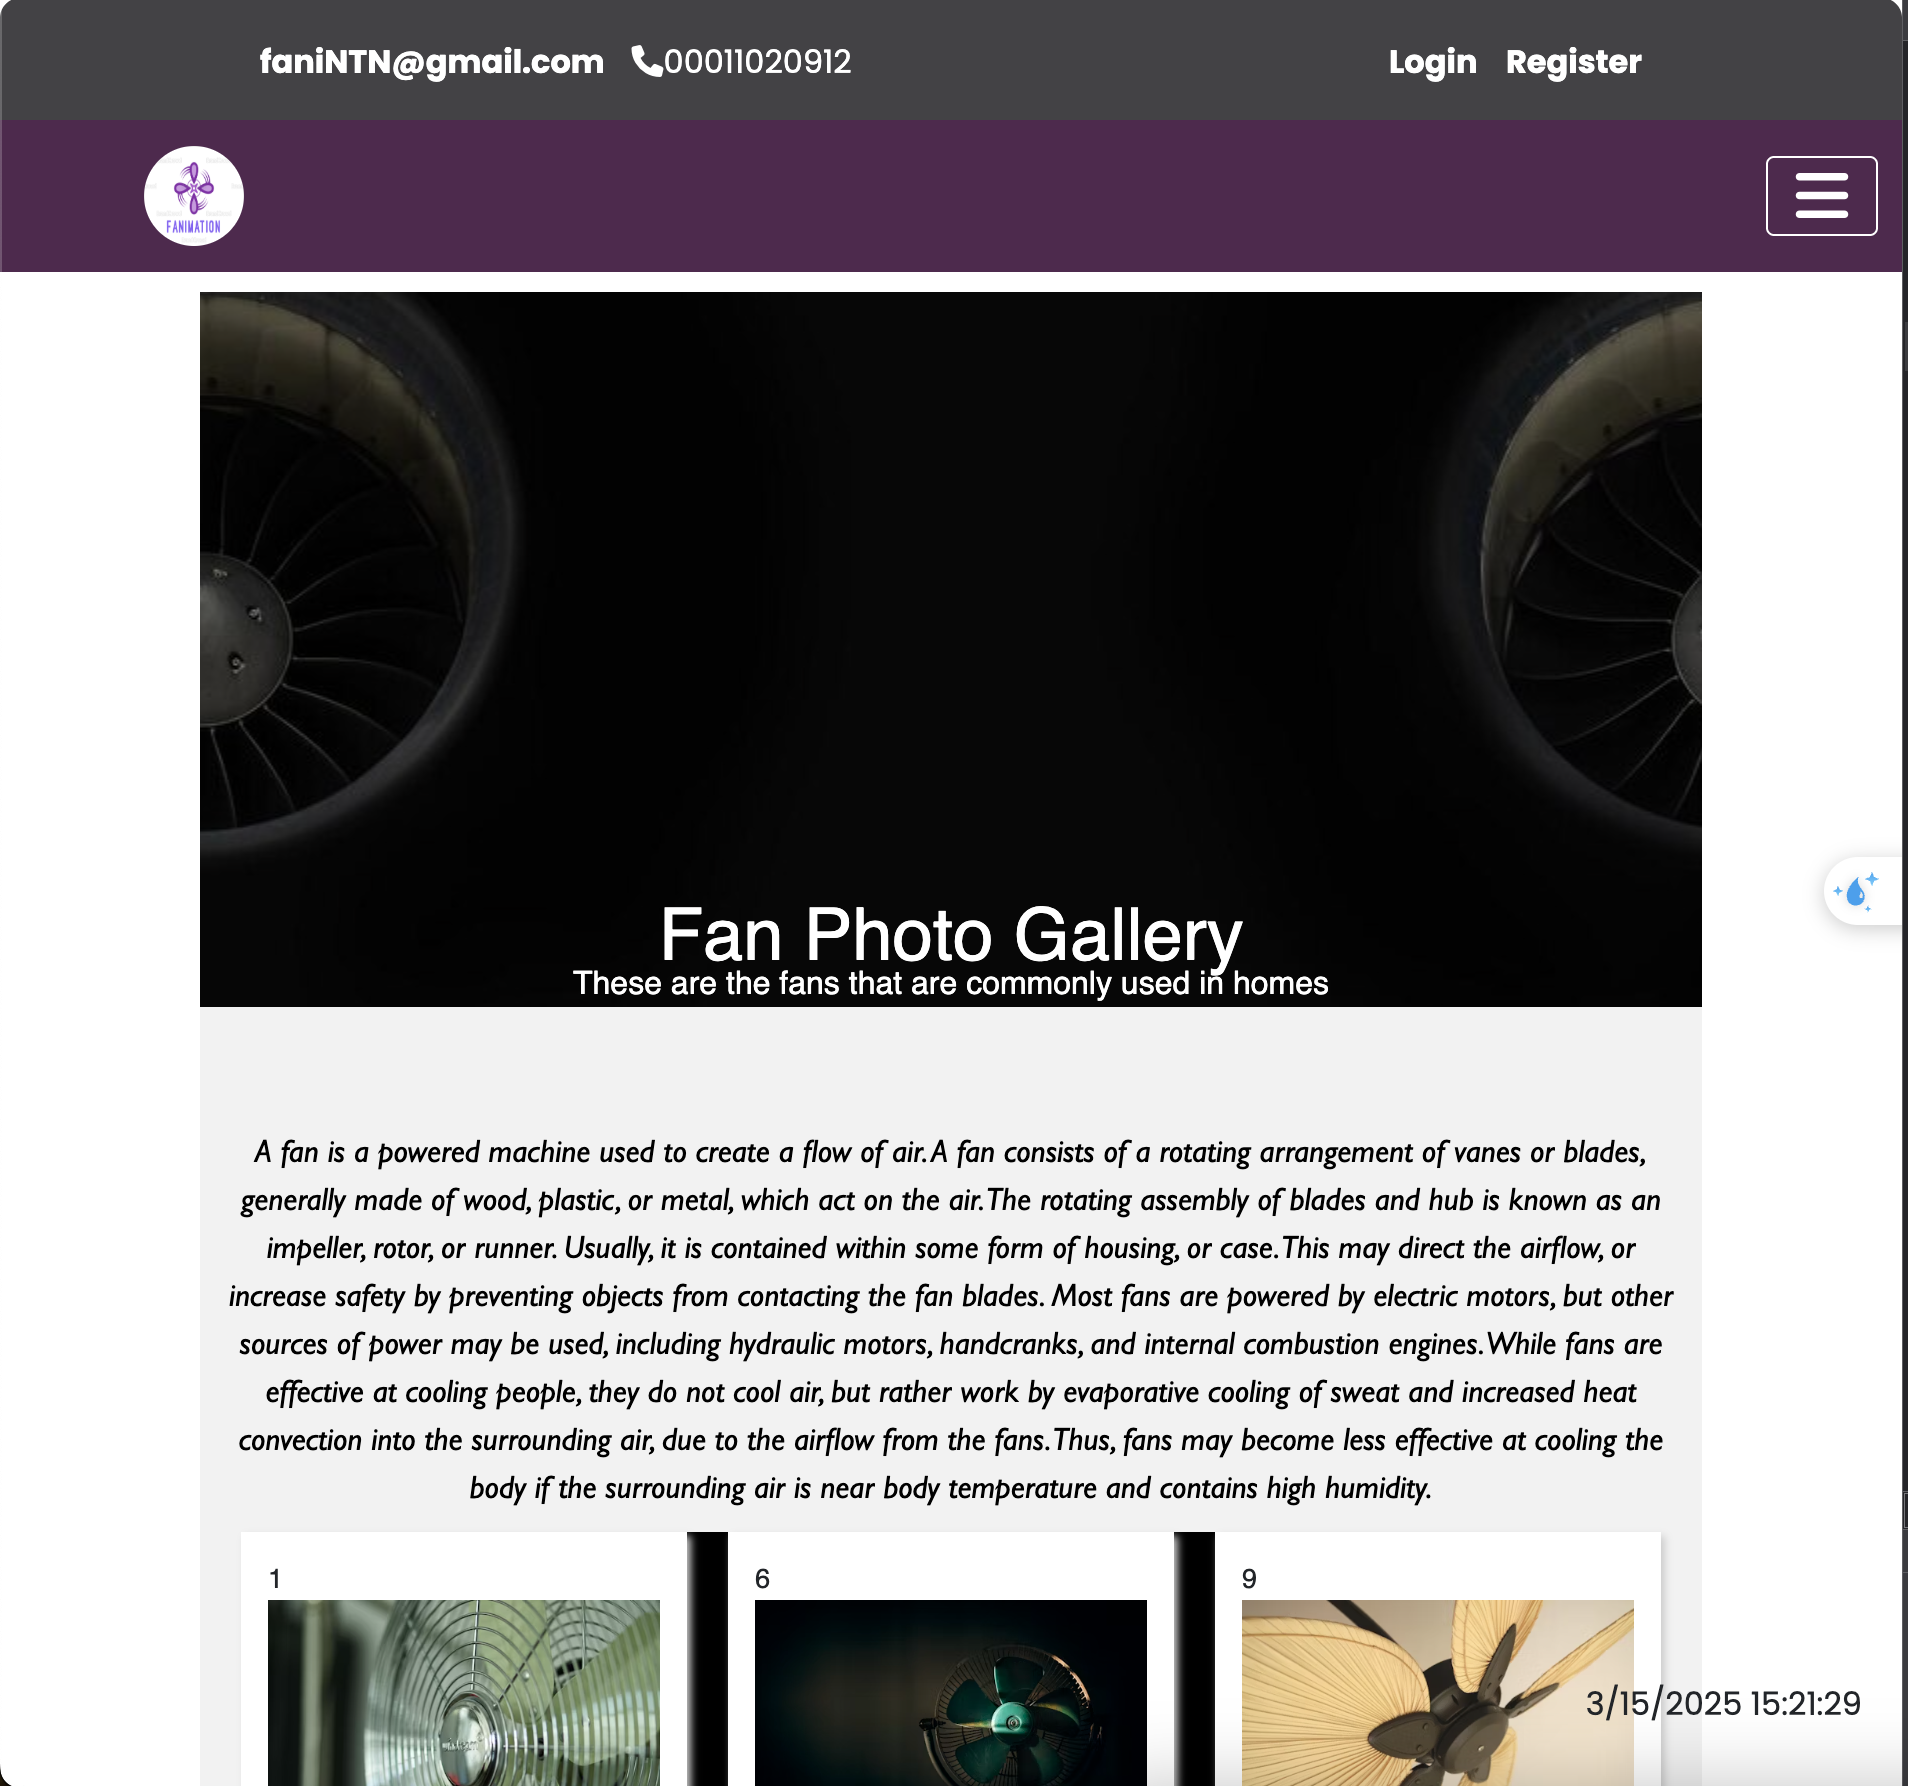 faniNTN@gmail.com 00011020912 Login Register
FANIMATION
Fan Photo Gallery
These are the fans that are commonly used in homes
A fan is a powered machine used to create a flow of air. A fan consists of a rotating arrangement of vanes or blades,
generally made of wood, plastic, or metal, which act on the air. The rotating assembly of blades and hub is known as an
impeller, rotor, or runner. Usually, it is contained within some form of housing, or case. This may direct the airflow, or
increase safety by preventing objects from contacting the fan blades. Most fans are powered by electric motors, but other
sources of power may be used, including hydraulic motors, handcranks, and internal combustion engines. While fans are
effective at cooling people, they do not cool air, but rather work by evaporative cooling of sweat and increased heat
convection into the surrounding air, due to the airflow from the fans. Thus, fans may become less effective at cooling the
body if the surrounding air is near body temperature and contains high humidity.
1 6 9
3/15/2025 15:21:29